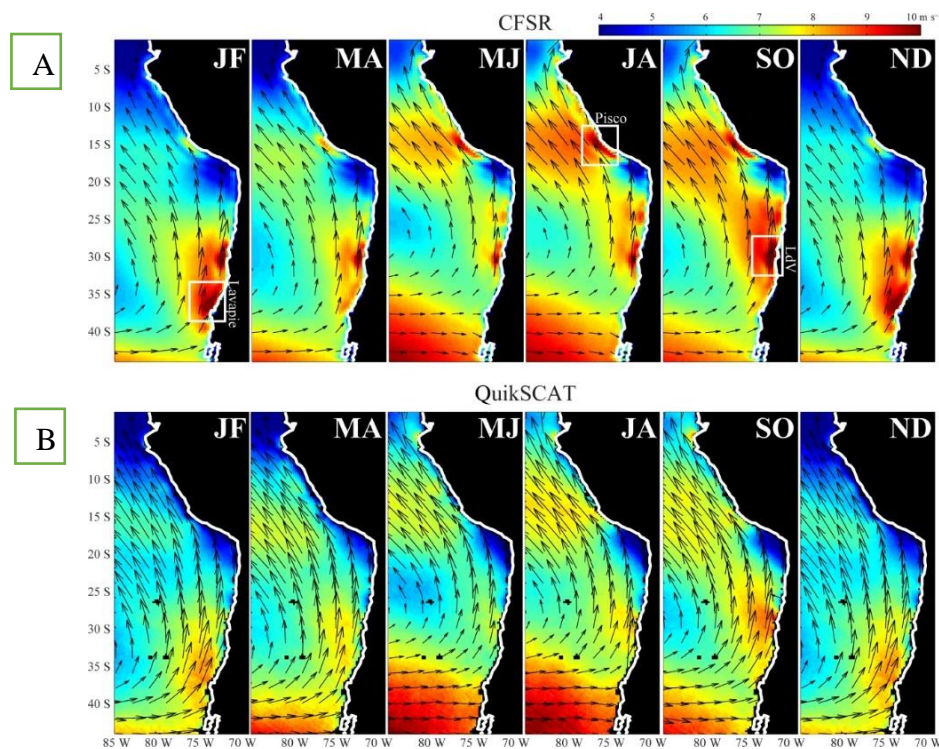 CFSR
4 5 6 7 8 9 10 m s⁻¹
A
JF MA MJ JA SO ND
5 S
10 S
15 S
20 S
25 S
30 S
35 S
40 S
Pisco
LdV
Lavapie
QuikSCAT
B
JF MA MJ JA SO ND
5 S
10 S
15 S
20 S
25 S
30 S
35 S
40 S
85 W 80 W 75 W 70 W 80 W 75 W 70 W 80 W 75 W 70 W 80 W 75 W 70 W 80 W 75 W 70 W 80 W 75 W 70 W